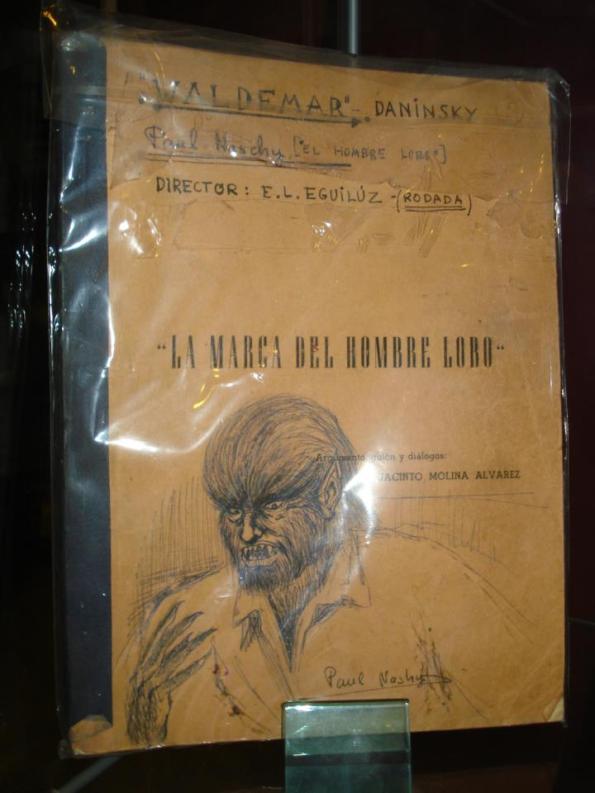 "WALDEMAR" - DANINSKY
Paul Naschy ["EL HOMBRE LOBO"]
DIRECTOR: E.L. EGUILÚZ - (RODADA)
"LA MARCA DEL HOMBRE LOBO"
Argumento, guión y diálogos:
JACINTO MOLINA ALVAREZ
Paul Naschy